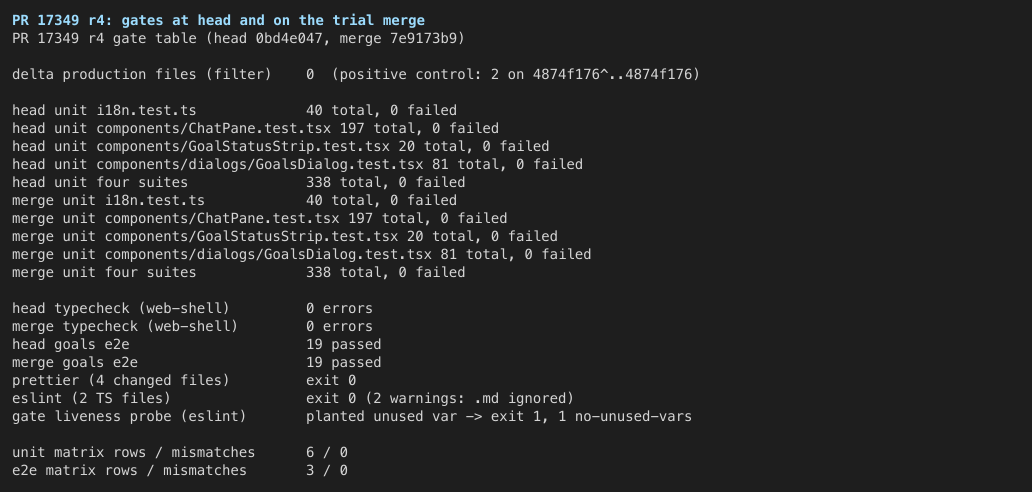 PR 17349 r4: gates at head and on the trial merge
PR 17349 r4 gate table (head 0bd4e047, merge 7e9173b9)
delta production files (filter)    0  (positive control: 2 on 4874f176^..4874f176)
head unit i18n.test.ts             40 total, 0 failed
head unit components/ChatPane.test.tsx 197 total, 0 failed
head unit components/GoalStatusStrip.test.tsx 20 total, 0 failed
head unit components/dialogs/GoalsDialog.test.tsx 81 total, 0 failed
head unit four suites              338 total, 0 failed
merge unit i18n.test.ts            40 total, 0 failed
merge unit components/ChatPane.test.tsx 197 total, 0 failed
merge unit components/GoalStatusStrip.test.tsx 20 total, 0 failed
merge unit components/dialogs/GoalsDialog.test.tsx 81 total, 0 failed
merge unit four suites             338 total, 0 failed
head typecheck (web-shell)         0 errors
merge typecheck (web-shell)        0 errors
head goals e2e                     19 passed
merge goals e2e                    19 passed
prettier (4 changed files)         exit 0
eslint (2 TS files)                exit 0 (2 warnings: .md ignored)
gate liveness probe (eslint)       planted unused var -> exit 1, 1 no-unused-vars
unit matrix rows / mismatches      6 / 0
e2e matrix rows / mismatches       3 / 0